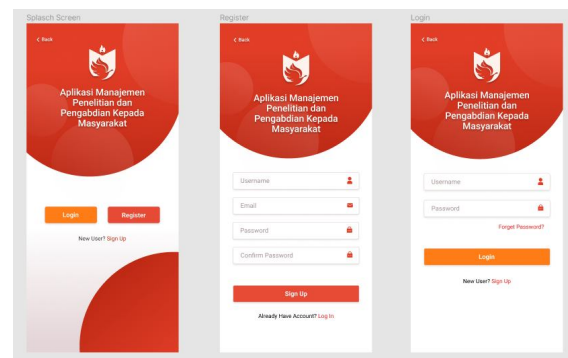 Splasch Screen
< Back
Aplikasi Manajemen
Penelitian dan
Pengabdian Kepada
Masyarakat
Login
Register
New User? Sign Up
Register
< Back
Aplikasi Manajemen
Penelitian dan
Pengabdian Kepada
Masyarakat
Username
Email
Password
Confirm Password
Sign Up
Already Have Account? Log In
Login
< Back
Aplikasi Manajemen
Penelitian dan
Pengabdian Kepada
Masyarakat
Username
Password
Forget Password?
Login
New User? Sign Up